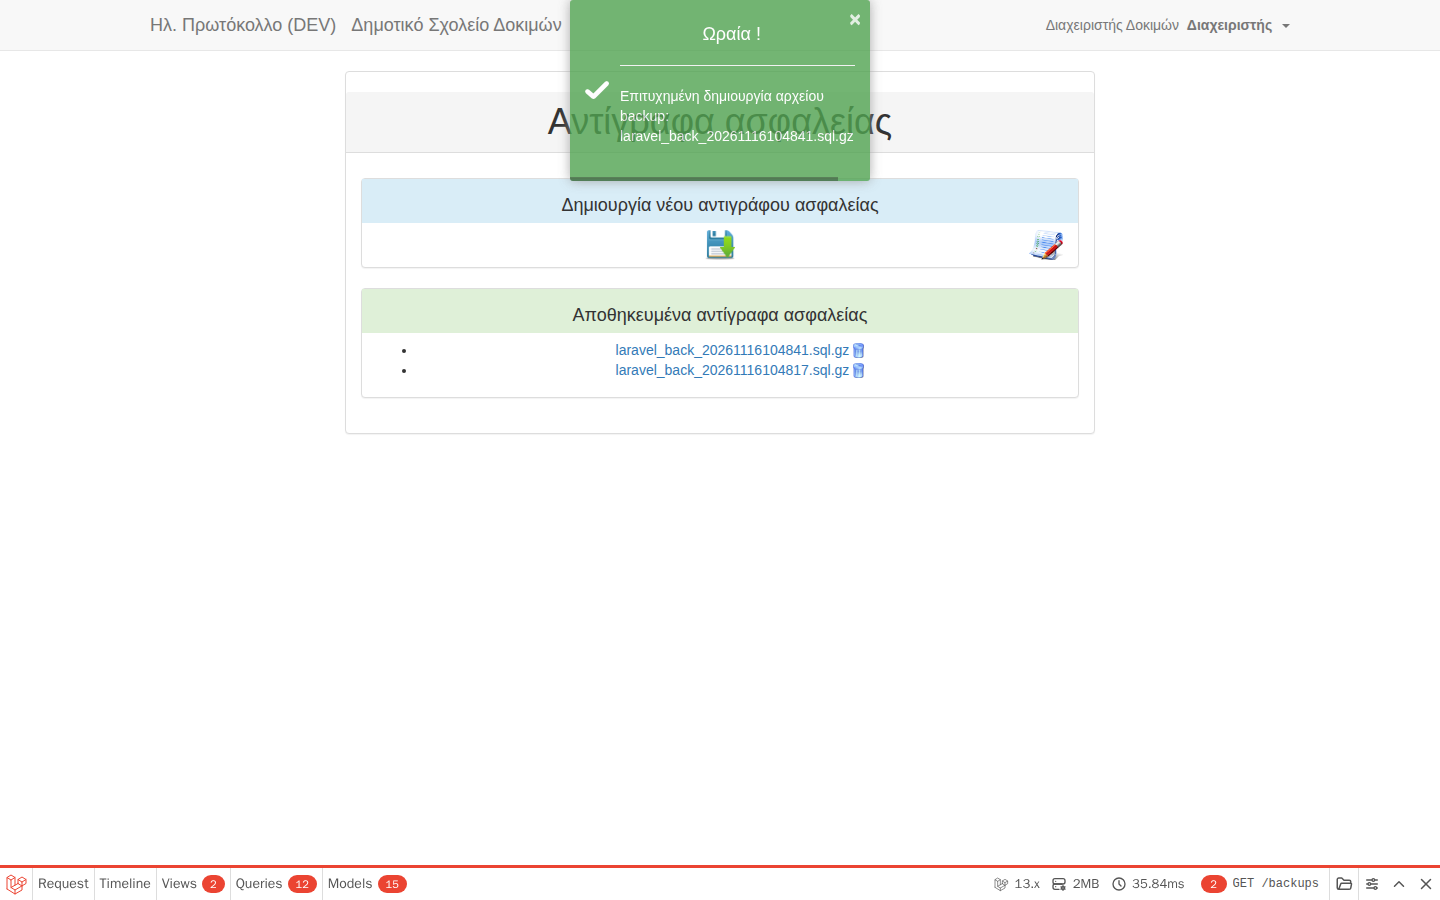 Ηλ. Πρωτόκολλο (DEV) Δημοτικό Σχολείο Δοκιμών
Διαχειριστής Δοκιμών Διαχειριστής
×
Ωραία !
Επιτυχημένη δημιουργία αρχείου
backup:
laravel_back_20261116104841.sql.gz
Αντίγραφα ασφαλείας
Δημιουργία νέου αντιγράφου ασφαλείας
Αποθηκευμένα αντίγραφα ασφαλείας
laravel_back_20261116104841.sql.gz
laravel_back_20261116104817.sql.gz
Request Timeline Views 2 Queries 12 Models 15 13.x 2MB 35.84ms 2 GET /backups